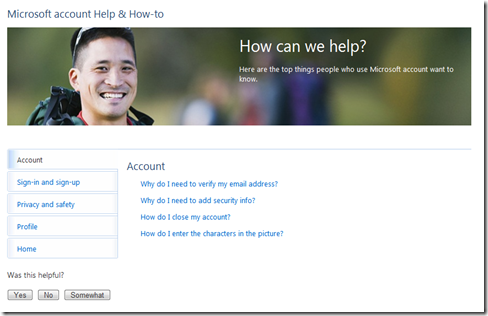 Microsoft account Help & How-to
How can we help?
Here are the top things people who use Microsoft account want to
know.
Account
Sign-in and sign-up
Privacy and safety
Profile
Home
Account
Why do I need to verify my email address?
Why do I need to add security info?
How do I close my account?
How do I enter the characters in the picture?
Was this helpful?
Yes No Somewhat